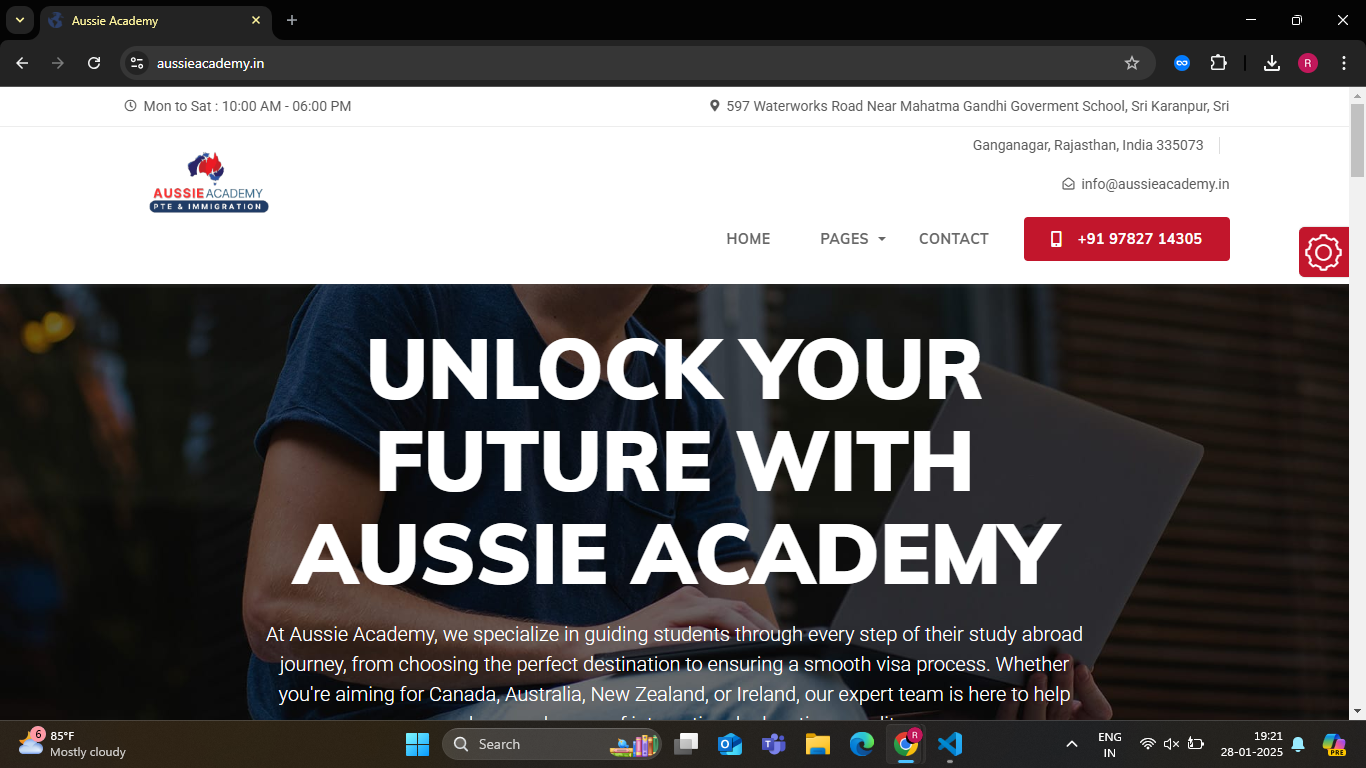 Aussie Academy
aussieacademy.in
R
Mon to Sat : 10:00 AM - 06:00 PM
597 Waterworks Road Near Mahatma Gandhi Goverment School, Sri Karanpur, Sri
Ganganagar, Rajasthan, India 335073
info@aussieacademy.in
AUSSIE ACADEMY
PTE & IMMIGRATION
HOME PAGES CONTACT +91 97827 14305
UNLOCK YOUR
FUTURE WITH
AUSSIE ACADEMY
At Aussie Academy, we specialize in guiding students through every step of their study abroad
journey, from choosing the perfect destination to ensuring a smooth visa process. Whether
you're aiming for Canada, Australia, New Zealand, or Ireland, our expert team is here to help
6
85°F
Mostly cloudy
Search
R
ENG
IN
19:21
28-01-2025
PRE